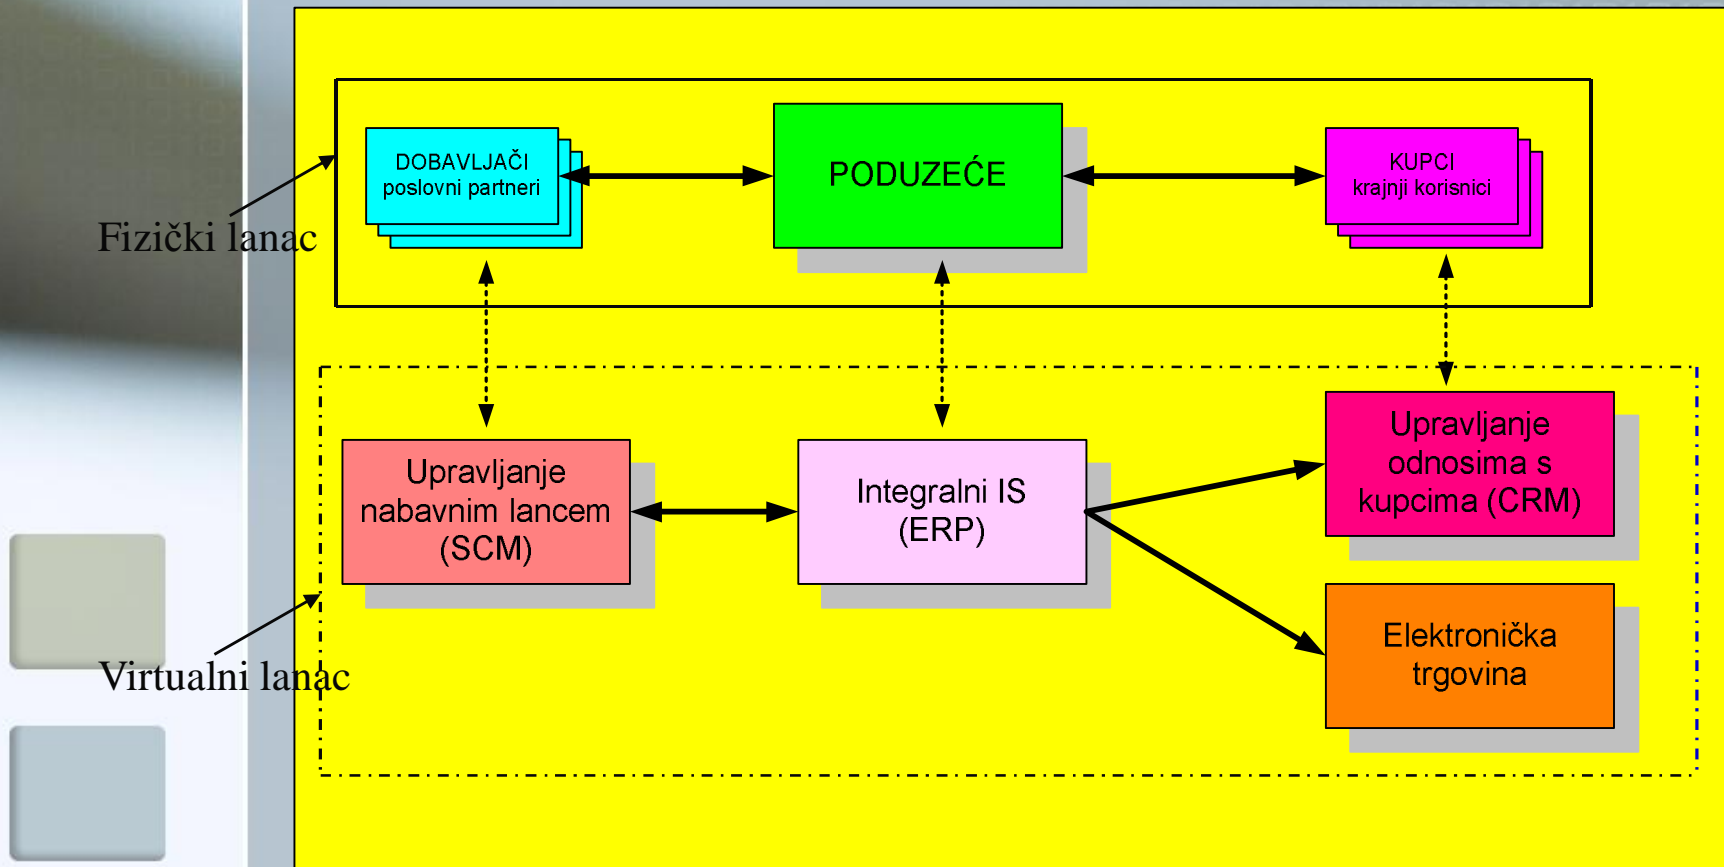 DOBAVLJAČI
poslovni partneri
PODUZEĆE
KUPCI
krajnji korisnici
Fizički lanac
Upravljanje
nabavnim lancem
(SCM)
Integralni IS
(ERP)
Upravljanje
odnosima s
kupcima (CRM)
Elektronička
trgovina
Virtualni lanac